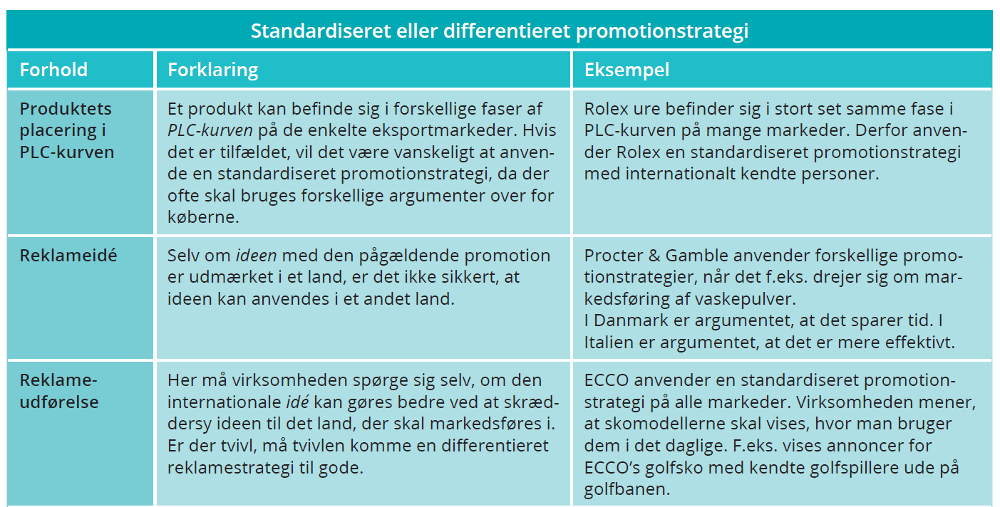 Standardiseret eller differentieret promotionstrategi
Forhold
Forklaring
Eksempel
Produktets
placering i
PLC-kurven
Et produkt kan befinde sig i forskellige faser af
PLC-kurven på de enkelte eksportmarkeder. Hvis
det er tilfældet, vil det være vanskeligt at anven-
de en standardiseret promotionstrategi, da der
ofte skal bruges forskellige argumenter over for
køberne.
Rolex ure befinder sig i stort set samme fase i
PLC-kurven på mange markeder. Derfor anven-
der Rolex en standardiseret promotionstrategi
med internationalt kendte personer.
Reklameidé
Selv om ideen med den pågældende promotion
er udmærket i et land, er det ikke sikkert, at
ideen kan anvendes i et andet land.
Procter & Gamble anvender forskellige promo-
tionstrategier, når det f.eks. drejer sig om mar-
kedsføring af vaskepulver.
I Danmark er argumentet, at det sparer tid. I
Italien er argumentet, at det er mere effektivt.
Reklame-
udførelse
Her må virksomheden spørge sig selv, om den
internationale idé kan gøres bedre ved at skræd-
dersy ideen til det land, der skal markedsføres i.
Er der tvivl, må tvivlen komme en differentieret
reklamestrategi til gode.
ECCO anvender en standardiseret promotion-
strategi på alle markeder. Virksomheden mener,
at skomodellerne skal vises, hvor man bruger
dem i det daglige. F.eks. vises annoncer for
ECCO's golfsko med kendte golfspillere ude på
golfbanen.